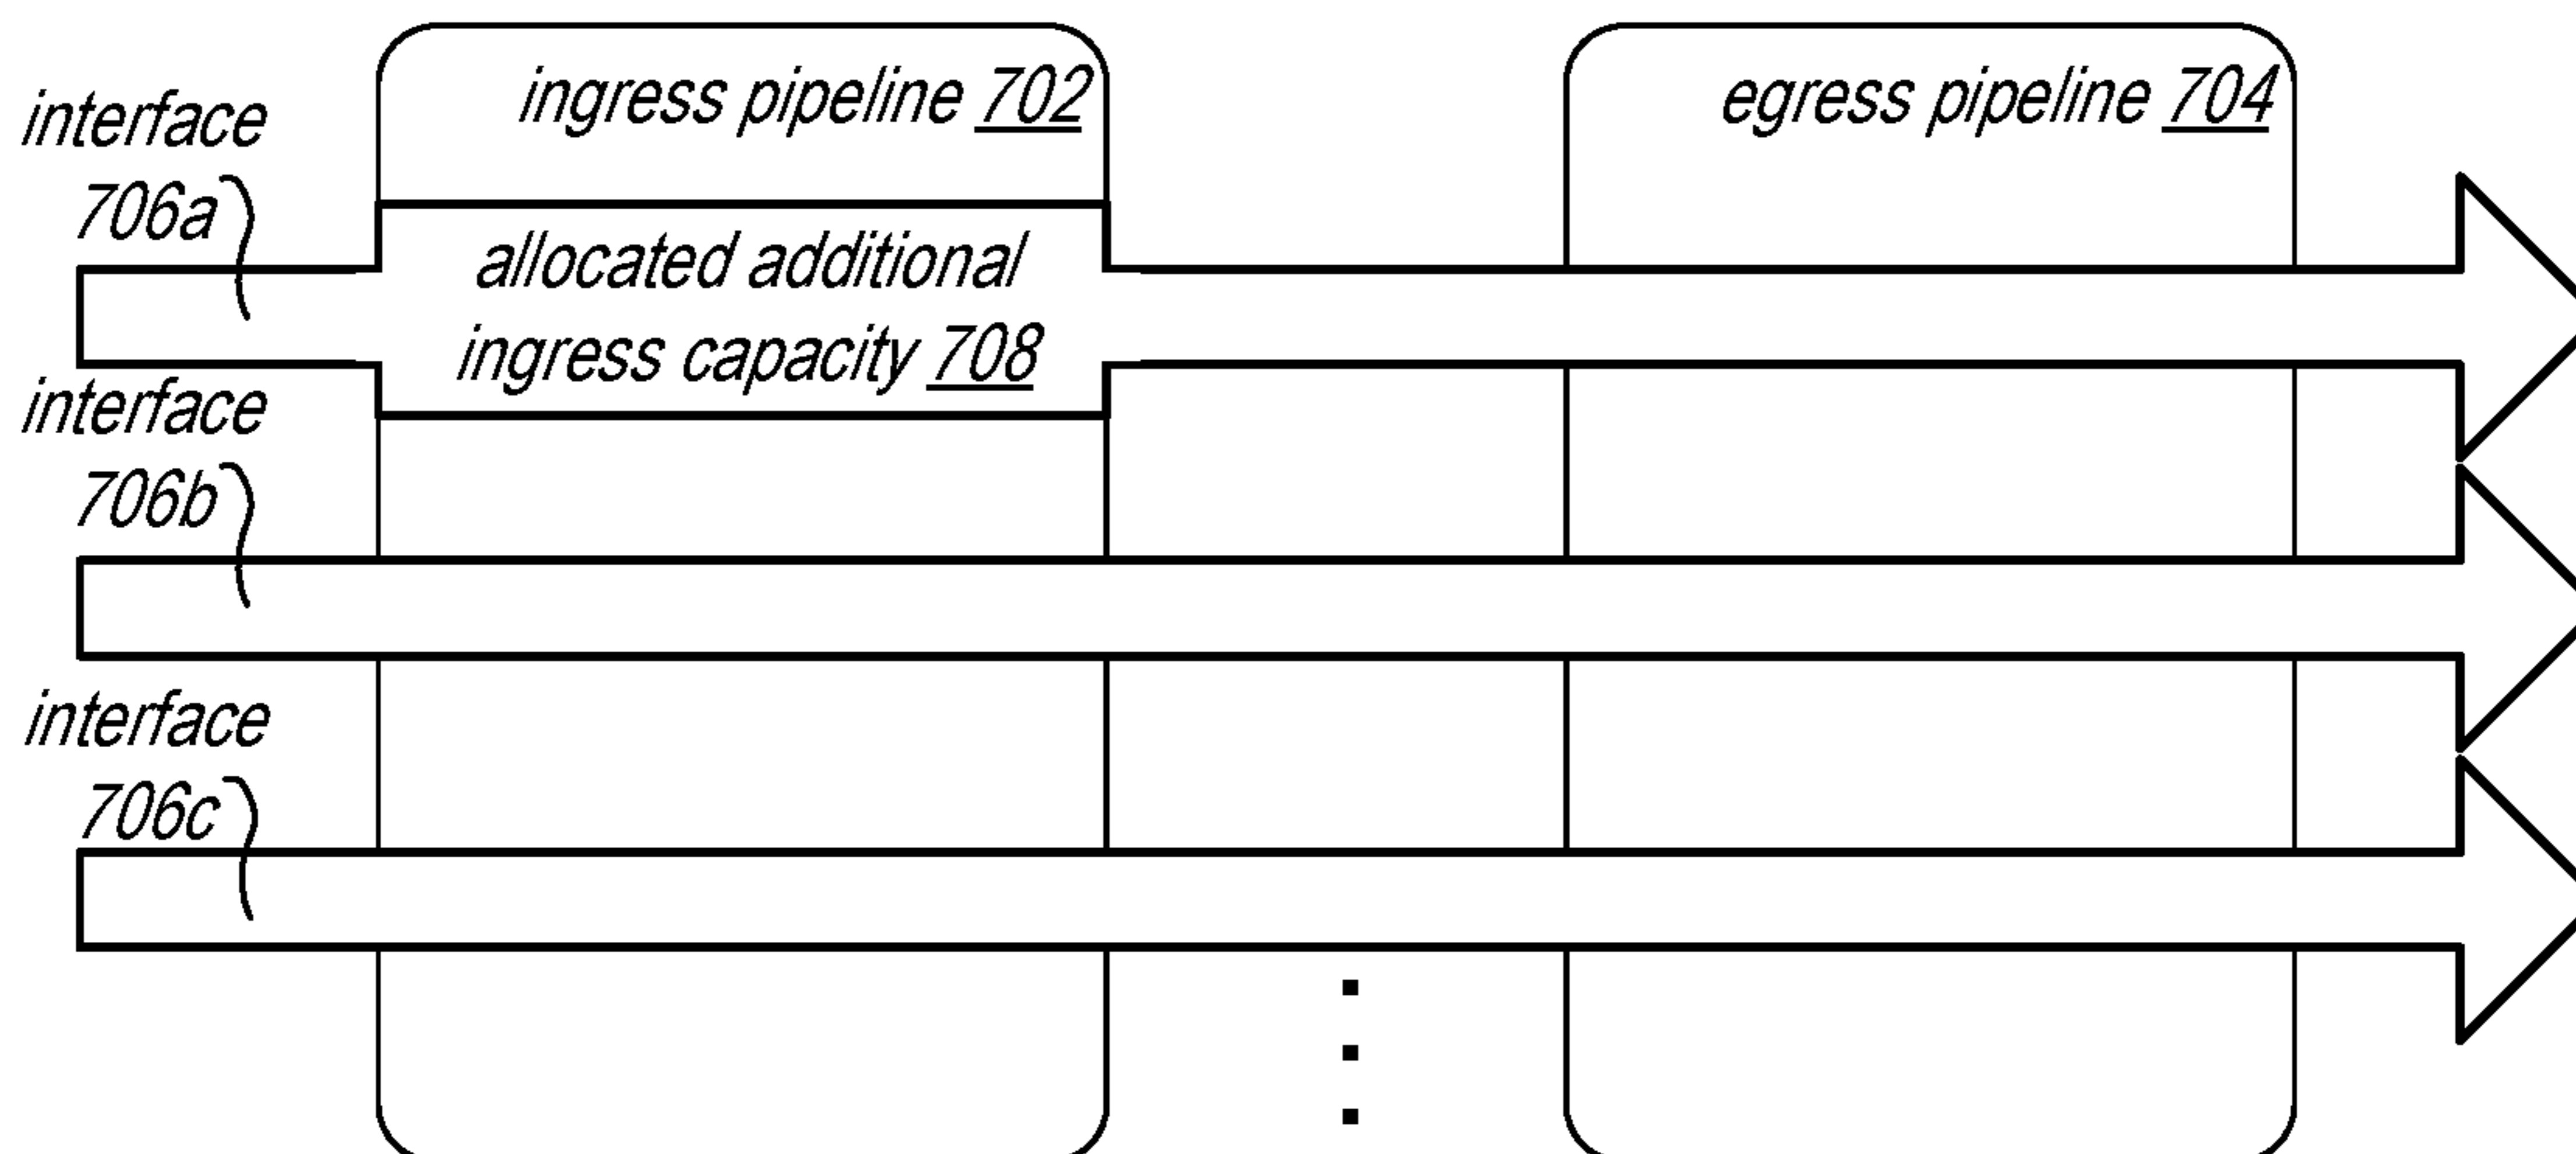 ingress pipeline 702
egress pipeline 704
interface
706a
allocated additional
ingress capacity 708
interface
706b
interface
706c